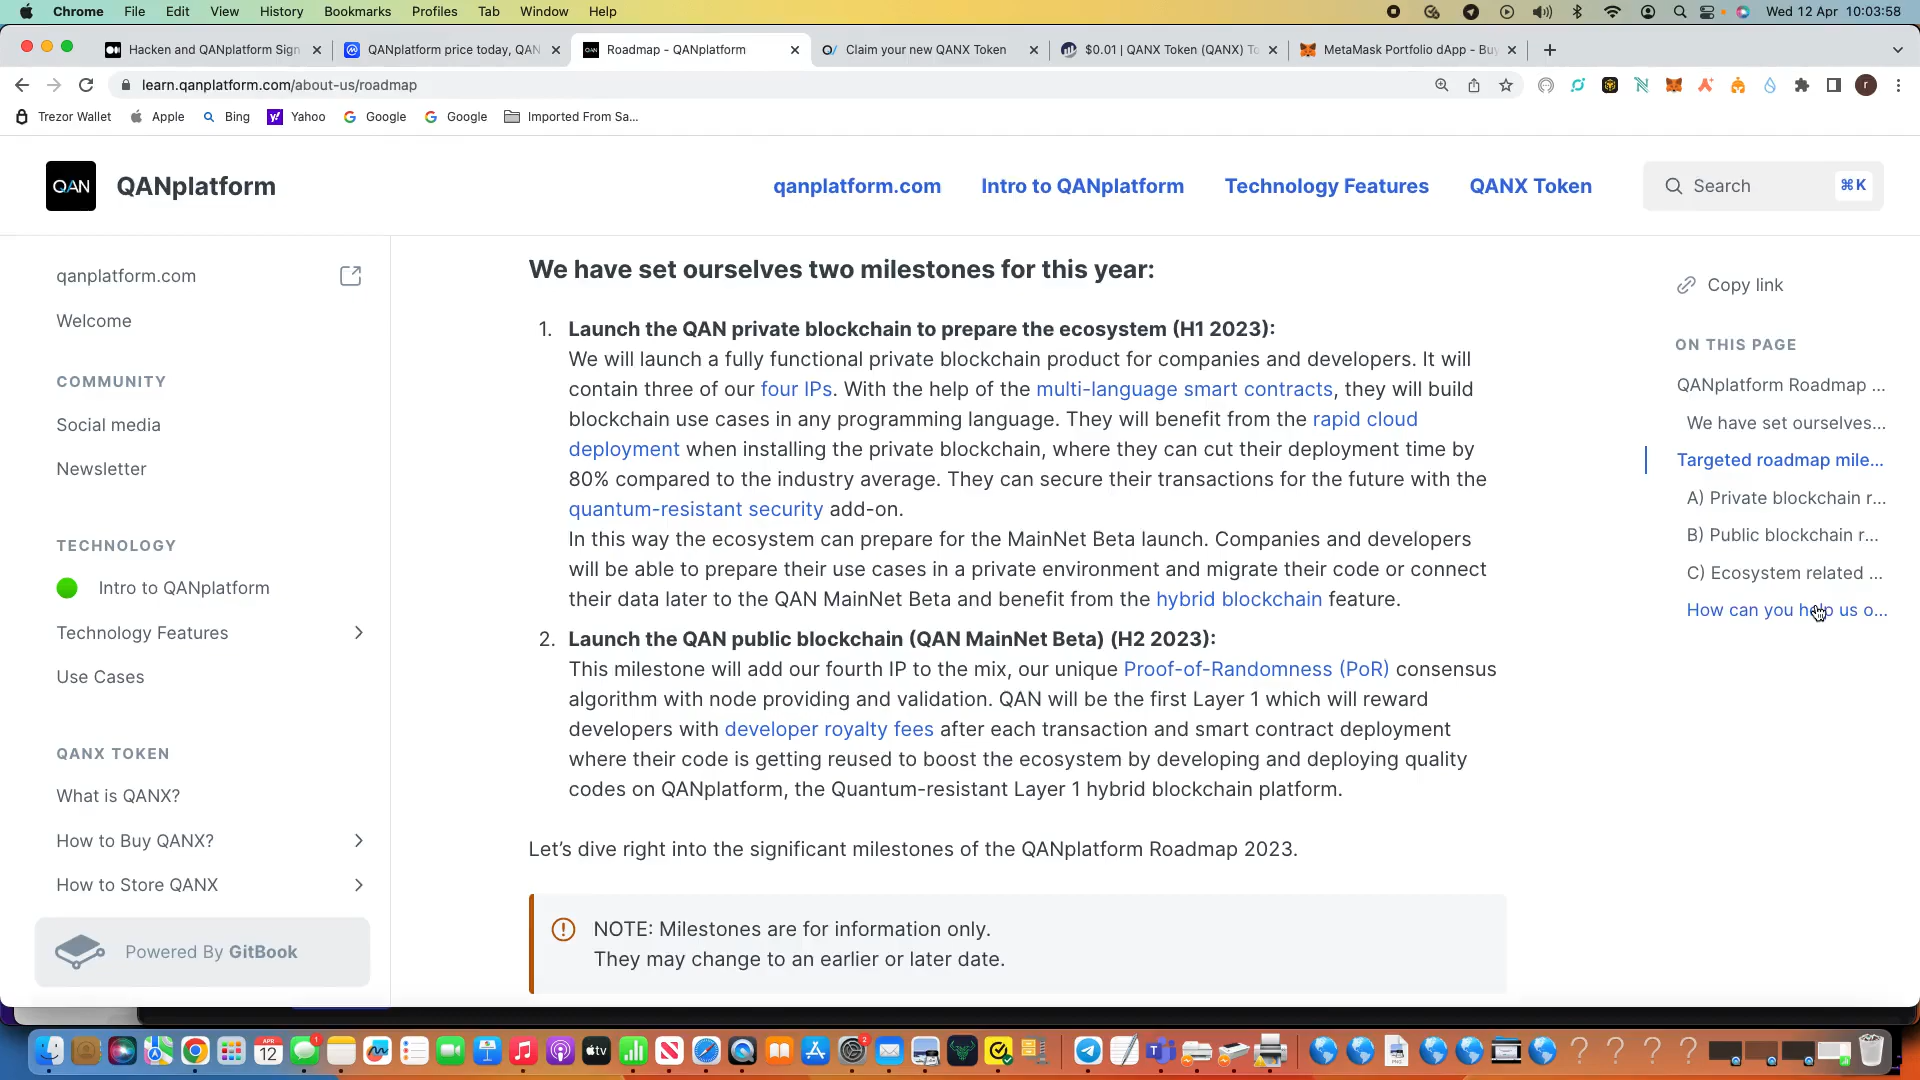 Chrome File Edit View History Bookmarks Profiles Tab Window Help Wed 12 Apr 10:03:58
Hacken and QANplatform Sign
QANplatform price today, QAN
Roadmap - QANplatform
Claim your new QANX Token
$0.01 | QANX Token (QANX) To
MetaMask Portfolio dApp - Buy
learn.qanplatform.com/about-us/roadmap
r
Trezor Wallet Apple Bing Yahoo Google Google Imported From Sa...
QAN QANplatform
qanplatform.com Intro to QANplatform Technology Features QANX Token
Search ⌘K
qanplatform.com
Welcome
COMMUNITY
Social media
Newsletter
TECHNOLOGY
Intro to QANplatform
Technology Features
Use Cases
QANX TOKEN
What is QANX?
How to Buy QANX?
How to Store QANX
Powered By GitBook
We have set ourselves two milestones for this year:
1. Launch the QAN private blockchain to prepare the ecosystem (H1 2023):
We will launch a fully functional private blockchain product for companies and developers. It will
contain three of our four IPs. With the help of the multi-language smart contracts, they will build
blockchain use cases in any programming language. They will benefit from the rapid cloud
deployment when installing the private blockchain, where they can cut their deployment time by
80% compared to the industry average. They can secure their transactions for the future with the
quantum-resistant security add-on.
In this way the ecosystem can prepare for the MainNet Beta launch. Companies and developers
will be able to prepare their use cases in a private environment and migrate their code or connect
their data later to the QAN MainNet Beta and benefit from the hybrid blockchain feature.
2. Launch the QAN public blockchain (QAN MainNet Beta) (H2 2023):
This milestone will add our fourth IP to the mix, our unique Proof-of-Randomness (PoR) consensus
algorithm with node providing and validation. QAN will be the first Layer 1 which will reward
developers with developer royalty fees after each transaction and smart contract deployment
where their code is getting reused to boost the ecosystem by developing and deploying quality
codes on QANplatform, the Quantum-resistant Layer 1 hybrid blockchain platform.
Let's dive right into the significant milestones of the QANplatform Roadmap 2023.
NOTE: Milestones are for information only.
They may change to an earlier or later date.
Copy link
ON THIS PAGE
QANplatform Roadmap ...
We have set ourselves...
Targeted roadmap mile...
A) Private blockchain r...
B) Public blockchain r...
C) Ecosystem related ...
How can you help us o...
APR
12
1
tv
2